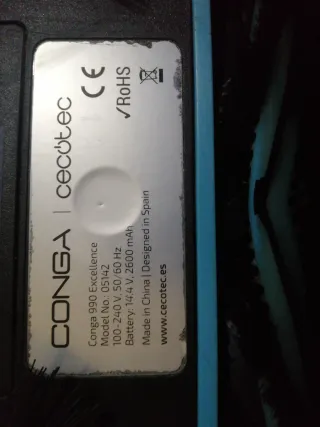 CONGA | cecotec
Conga 990 Excellence
Model No.: 05142
100-240 V, 50/60 Hz
Battery: 14.4 V, 2600 mAh
Made in China | Designed in Spain
www.cecotec.es
CE
✓RoHS